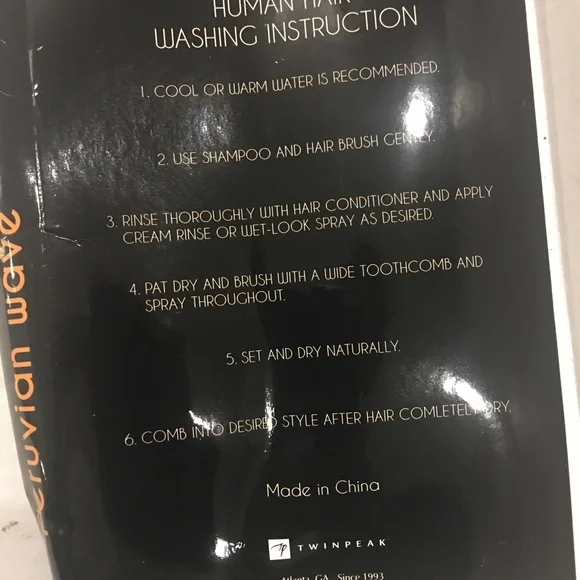 HUMAN HAIR
WASHING INSTRUCTION
1. COOL OR WARM WATER IS RECOMMENDED.
2. USE SHAMPOO AND HAIR BRUSH GENTLY.
3. RINSE THOROUGHLY WITH HAIR CONDITIONER AND APPLY
CREAM RINSE OR WET-LOOK SPRAY AS DESIRED.
4. PAT DRY AND BRUSH WITH A WIDE TOOTHCOMB AND
SPRAY THROUGHOUT.
5. SET AND DRY NATURALLY.
6. COMB INTO DESIRED STYLE AFTER HAIR COMLETELY DRY.
Made in China
TP TWINPEAK
Atlanta, GA Since 1993
Peruvian wave